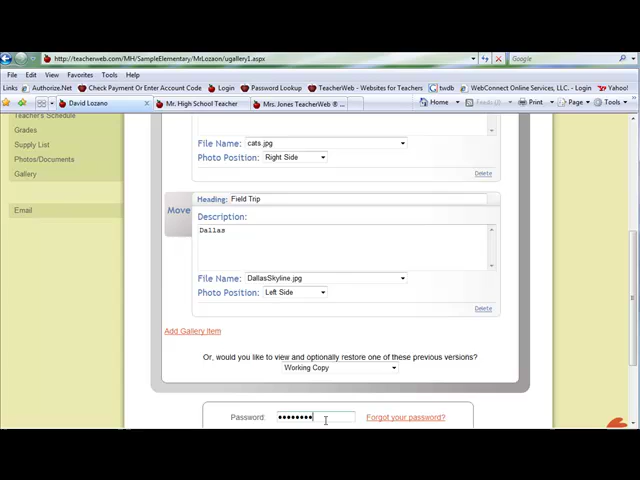 http://teacherweb.com/MH/SampleElementary/MrLozaon/ugallery1.aspx
Google
File Edit View Favorites Tools Help
Links Authorize.Net Check Payment Or Enter Account Code Login Password Lookup TeacherWeb - Websites for Teachers twdb WebConnect Online Services, LLC. - Login Yahoo!
David Lozano Mr. High School Teacher Mrs. Jones TeacherWeb ® ... Home Feeds (J) Print Page Tools
Teacher's Schedule
Grades
Supply List
Photos/Documents
Gallery
Email
File Name: cats.jpg
Photo Position: Right Side
Delete
Move
Heading: Field Trip
Description:
Dallas
File Name: DallasSkyline.jpg
Photo Position: Left Side
Delete
Add Gallery Item
Or, would you like to view and optionally restore one of these previous versions?
Working Copy
Password: ••••••••
Forgot your password?